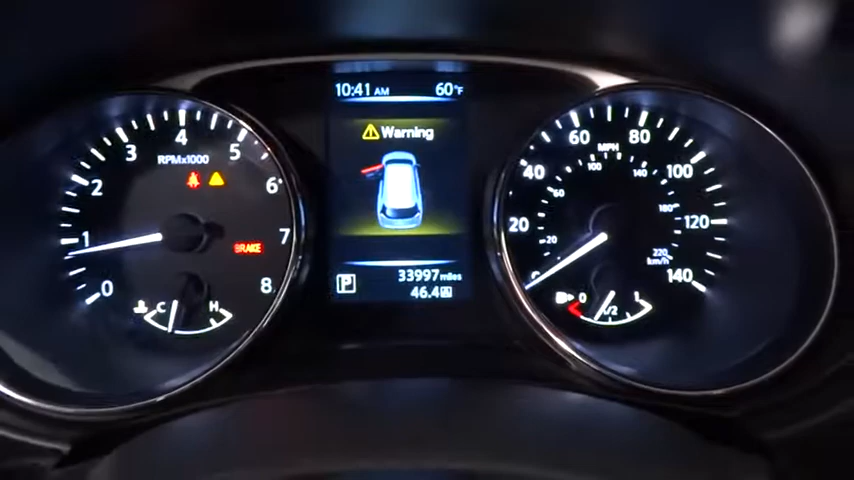 10:41 AM 60°F
Warning
P 33997 miles
46.4
0 1 2 3 4 5 6 7 8
RPMx1000
BRAKE
C H
20 40 60 80 100 120 140
MPH
20 60 100 140 180 220
km/h
0 1/2 1